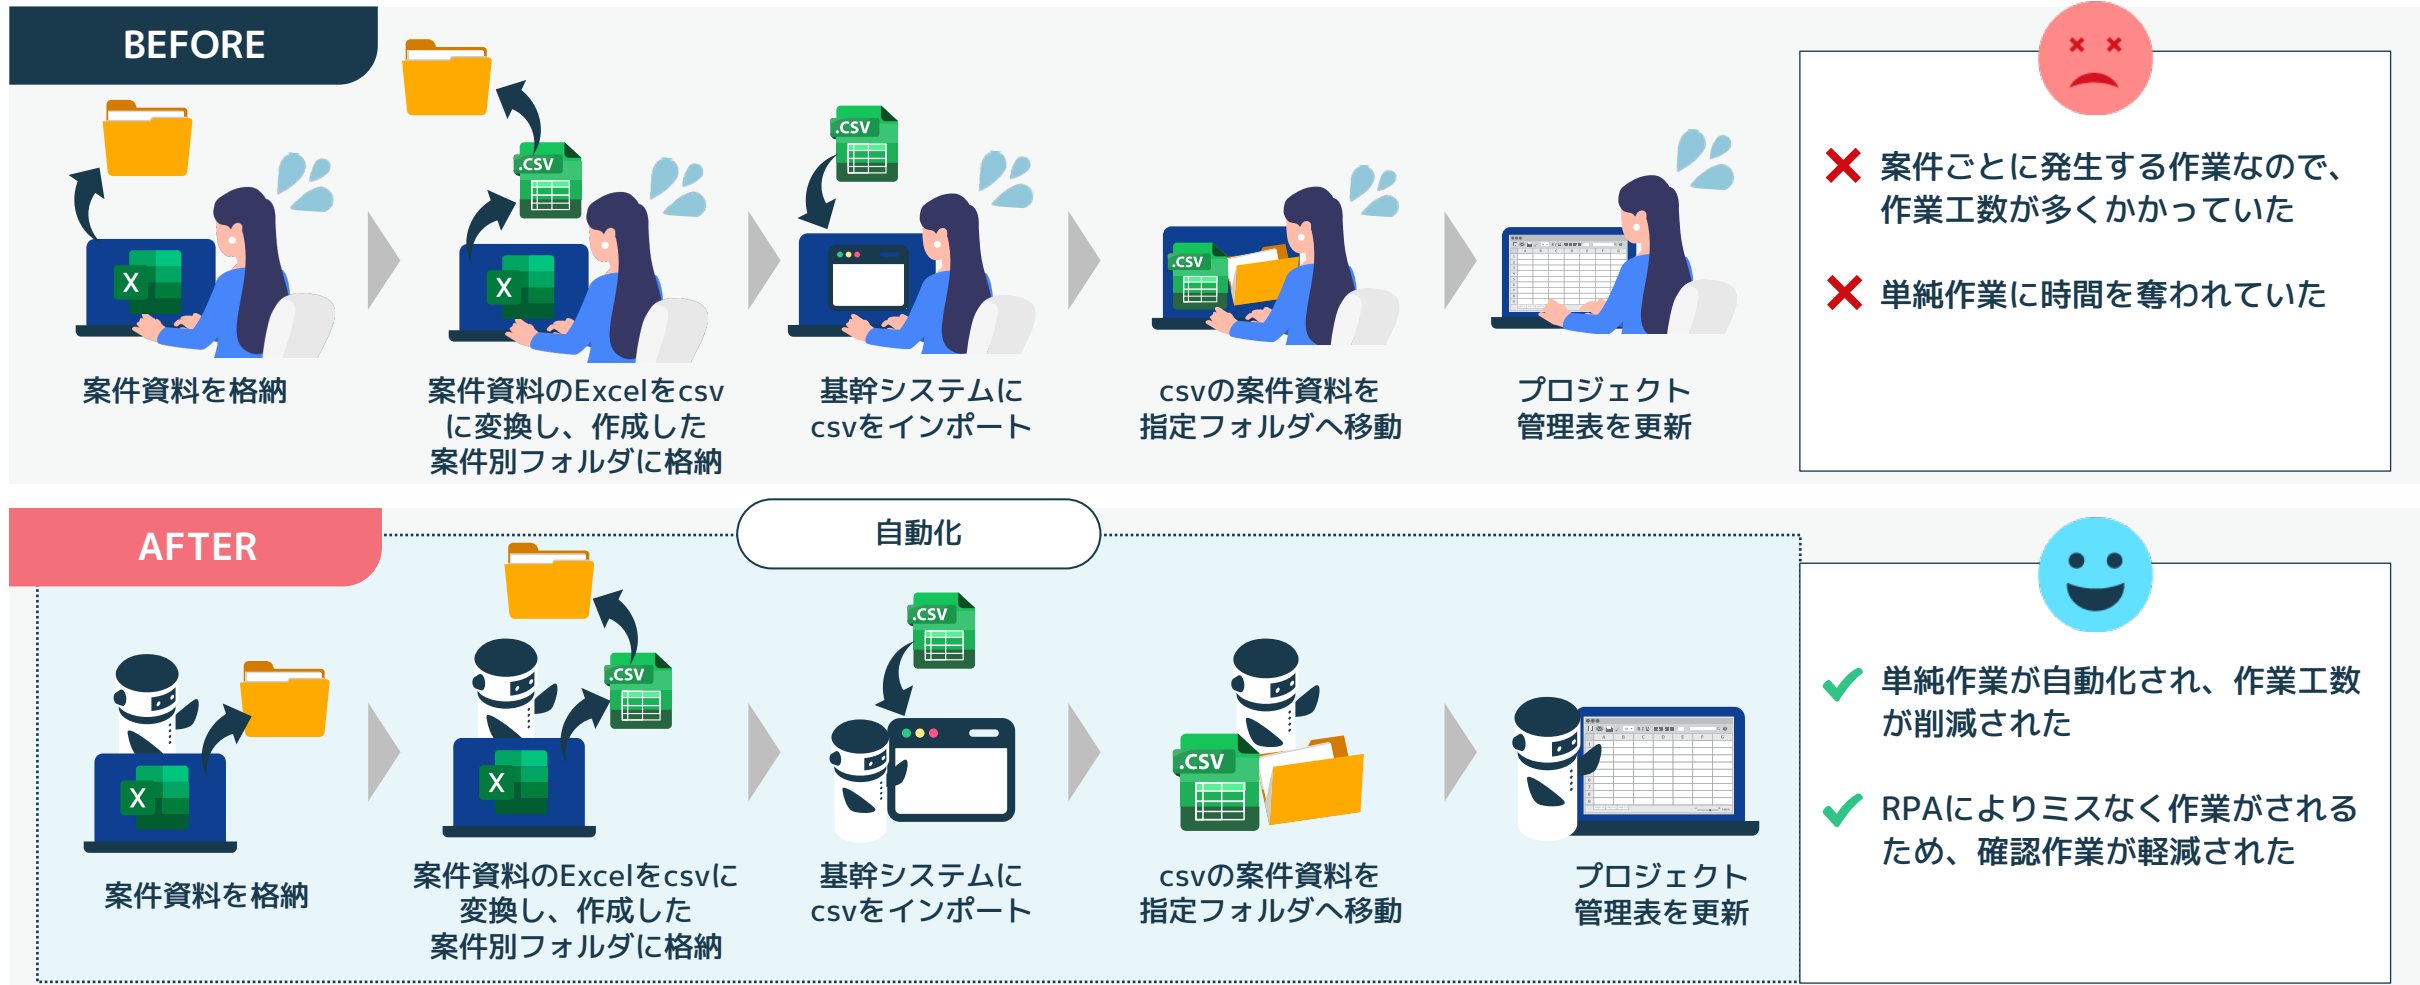 BEFORE
.CSV
.CSV
.CSV
X
X
案件資料を格納
案件資料のExcelをcsv
に変換し、作成した
案件別フォルダに格納
基幹システムに
csvをインポート
csvの案件資料を
指定フォルダへ移動
プロジェクト
管理表を更新
案件ごとに発生する作業なので、
作業工数が多くかかっていた
単純作業に時間を奪われていた
AFTER
自動化
.CSV
.CSV
.CSV
X
X
案件資料を格納
案件資料のExcelをcsvに
変換し、作成した
案件別フォルダに格納
基幹システムに
csvをインポート
csvの案件資料を
指定フォルダへ移動
プロジェクト
管理表を更新
単純作業が自動化され、作業工数
が削減された
RPAによりミスなく作業がされる
ため、確認作業が軽減された